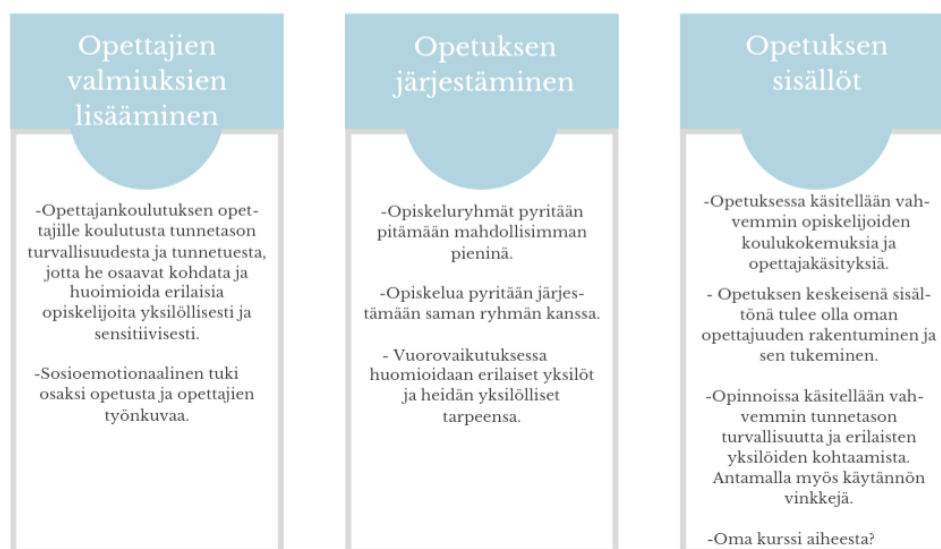 Opettajien
valmiuksien
lisääminen
-Opettajankoulutuksen opet-
tajille koulutusta tunnetason
turvallisuudesta ja tunnetuesta,
jotta he osaavat kohdata ja
huoimioida erilaisia
opiskelijoita yksilöllisesti ja
sensitiivisesti.
-Sosioemotionaalinen tuki
osaksi opetusta ja opettajien
työnkuvaa.
Opetuksen
järjestäminen
-Opiskeluryhmät pyritään
pitämään mahdollisimman
pieninä.
-Opiskelua pyritään järjes-
tämään saman ryhmän kanssa.
- Vuorovaikutuksessa
huomioidaan erilaiset yksilöt
ja heidän yksilölliset
tarpeensa.
Opetuksen
sisällöt
-Opetuksessa käsitellään vah-
vemmin opiskelijoiden
koulukokemuksia ja
opettajakäsityksiä.
- Opetuksen keskeisenä sisäl-
tönä tulee olla oman
opettajuuden rakentuminen ja
sen tukeminen.
-Opinnoissa käsitellään vah-
vemmin tunnetason
turvallisuutta ja erilaisten
yksilöiden kohtaamista.
Antamalla myös käytännön
vinkkejä.
-Oma kurssi aiheesta?